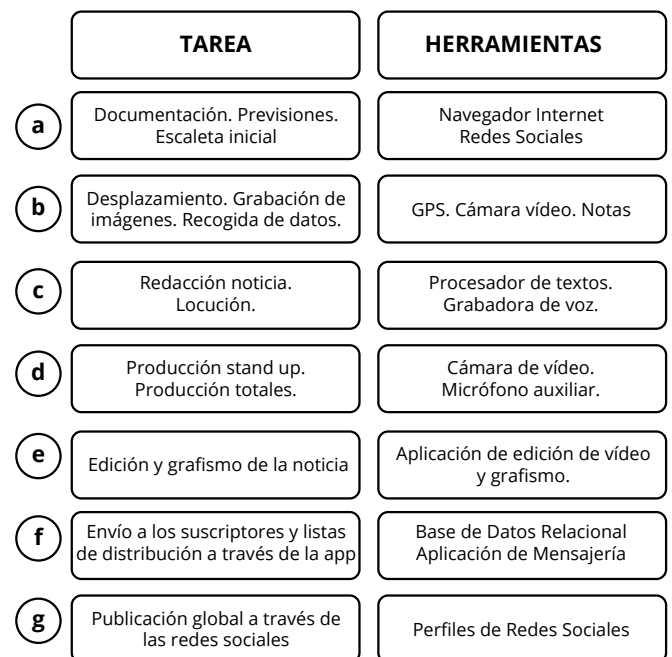 TAREA
HERRAMIENTAS
a
Documentación. Previsiones.
Escaleta inicial
Navegador Internet
Redes Sociales
b
Desplazamiento. Grabación de
imágenes. Recogida de datos.
GPS. Cámara vídeo. Notas
c
Redacción noticia.
Locución.
Procesador de textos.
Grabadora de voz.
d
Producción stand up.
Producción totales.
Cámara de vídeo.
Micrófono auxiliar.
e
Edición y grafismo de la noticia
Aplicación de edición de vídeo
y grafismo.
f
Envío a los suscriptores y listas
de distribución a través de la app
Base de Datos Relacional
Aplicación de Mensajería
g
Publicación global a través de
las redes sociales
Perfiles de Redes Sociales